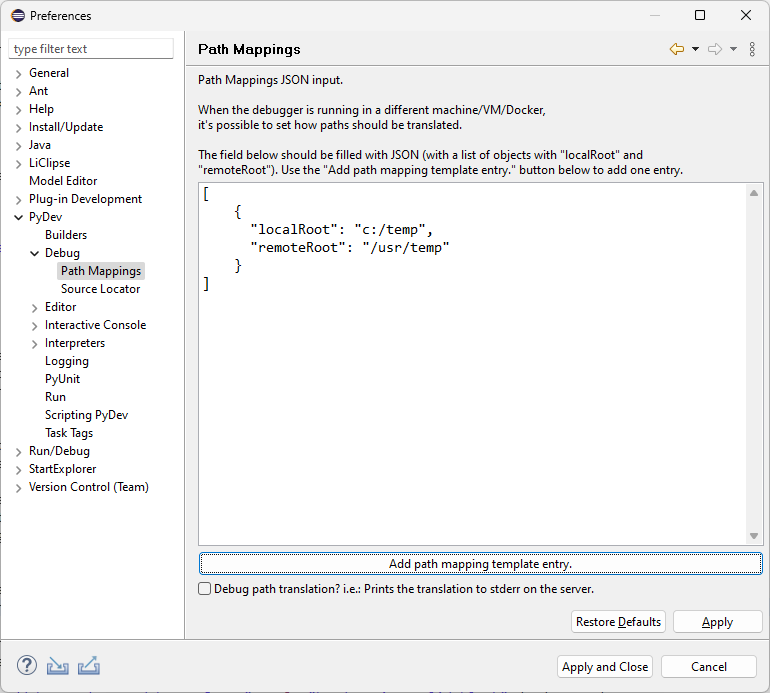 Preferences
type filter text
General
Ant
Help
Install/Update
Java
LiClipse
Model Editor
Plug-in Development
PyDev
Builders
Debug
Path Mappings
Source Locator
Editor
Interactive Console
Interpreters
Logging
PyUnit
Run
Scripting PyDev
Task Tags
Run/Debug
StartExplorer
Version Control (Team)
Path Mappings
Path Mappings JSON input.
When the debugger is running in a different machine/VM/Docker,
it's possible to set how paths should be translated.
The field below should be filled with JSON (with a list of objects with "localRoot" and
"remoteRoot"). Use the "Add path mapping template entry." button below to add one entry.
[
{
"localRoot": "c:/temp",
"remoteRoot": "/usr/temp"
}
]
Add path mapping template entry.
Debug path translation? i.e.: Prints the translation to stderr on the server.
Restore Defaults
Apply
?
Apply and Close
Cancel